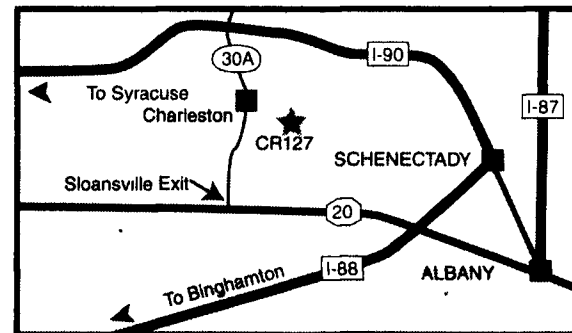 30A
I-90
To Syracuse
Charleston
I-87
CR127
SCHENECTADY
Sloansville Exit
20
I-88
ALBANY
To Binghamton